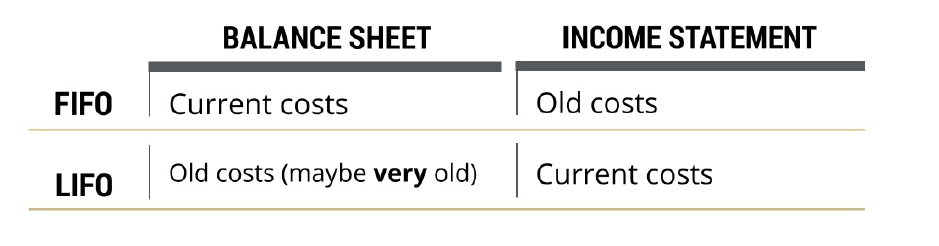 BALANCE SHEET INCOME STATEMENT
FIFO Current costs Old costs
LIFO Old costs (maybe very old) Current costs